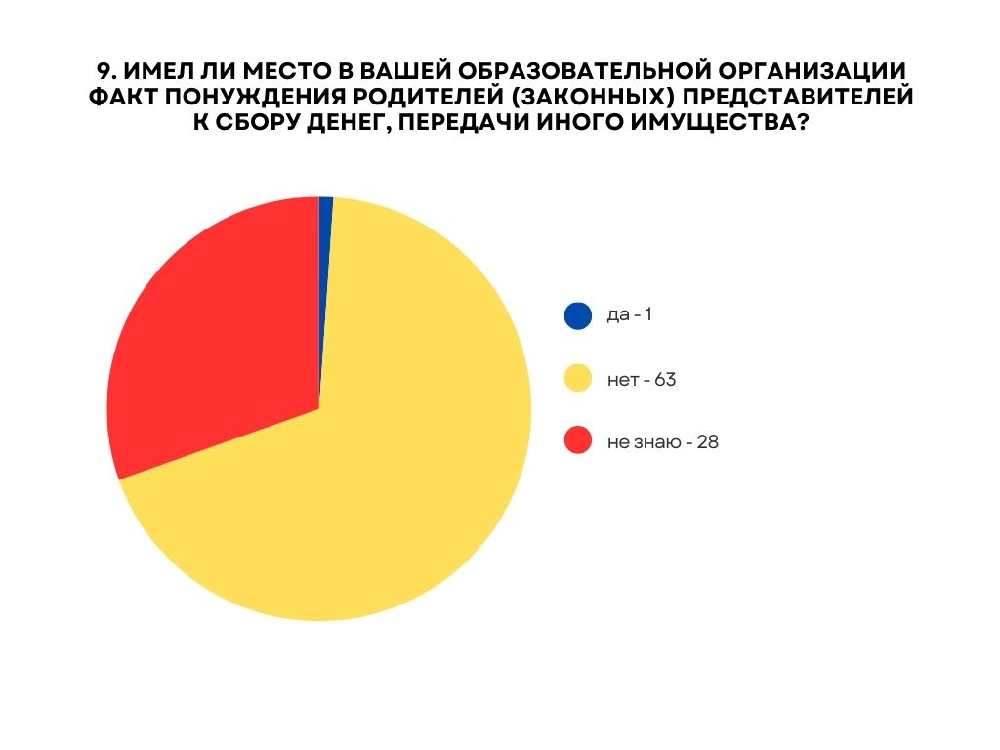 9. ИМЕЛ ЛИ МЕСТО В ВАШЕЙ ОБРАЗОВАТЕЛЬНОЙ ОРГАНИЗАЦИИ
ФАКТ ПОНУЖДЕНИЯ РОДИТЕЛЕЙ (ЗАКОННЫХ) ПРЕДСТАВИТЕЛЕЙ
К СБОРУ ДЕНЕГ, ПЕРЕДАЧИ ИНОГО ИМУЩЕСТВА?
да - 1
нет - 63
не знаю - 28